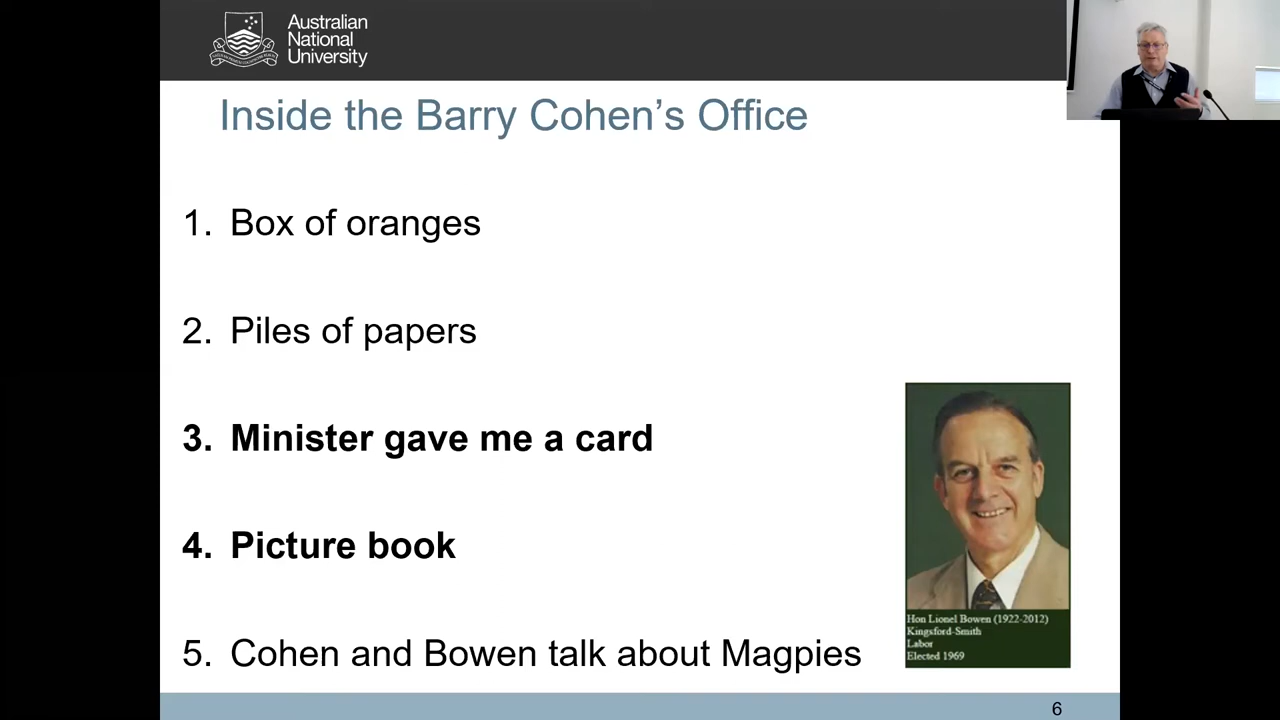 Australian
National
University
Inside the Barry Cohen's Office
1. Box of oranges
2. Piles of papers
3. Minister gave me a card
4. Picture book
5. Cohen and Bowen talk about Magpies
Hon Lionel Bowen (1922-2012)
Kingsford-Smith
Labor
Elected 1969
6